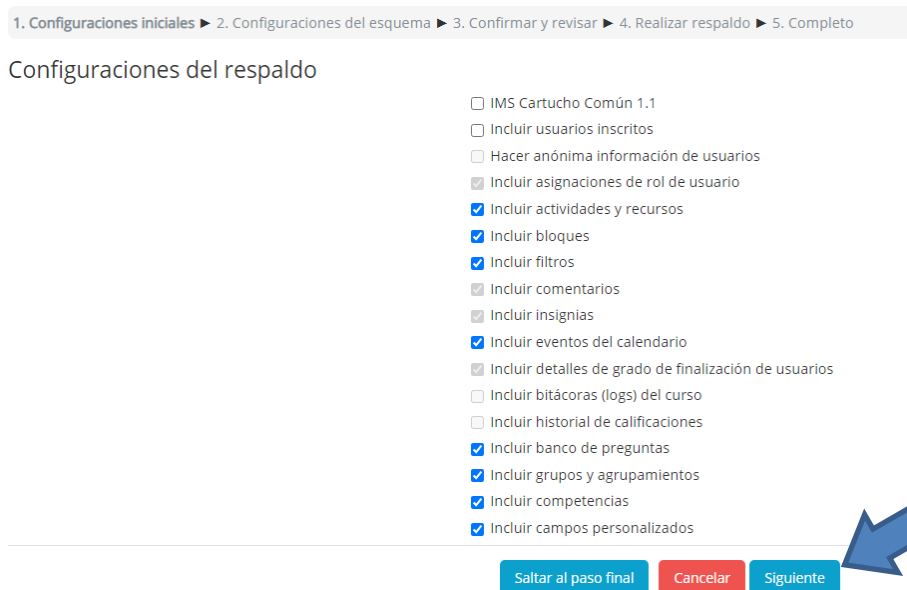 1. Configuraciones iniciales ► 2. Configuraciones del esquema ► 3. Confirmar y revisar ► 4. Realizar respaldo ► 5. Completo
Configuraciones del respaldo
IMS Cartucho Común 1.1
Incluir usuarios inscritos
Hacer anónima información de usuarios
Incluir asignaciones de rol de usuario
Incluir actividades y recursos
Incluir bloques
Incluir filtros
Incluir comentarios
Incluir insignias
Incluir eventos del calendario
Incluir detalles de grado de finalización de usuarios
Incluir bitácoras (logs) del curso
Incluir historial de calificaciones
Incluir banco de preguntas
Incluir grupos y agrupamientos
Incluir competencias
Incluir campos personalizados
Saltar al paso final Cancelar Siguiente